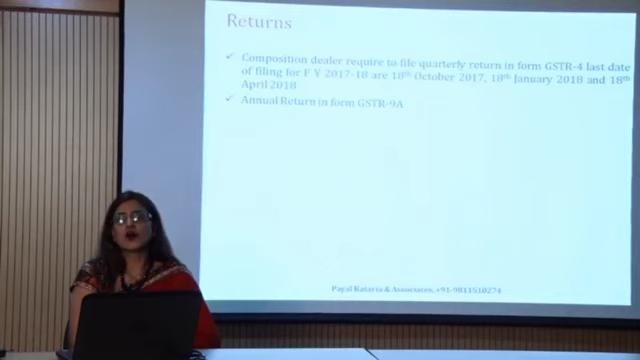 Returns
✓ Composition dealer require to file quarterly return in form GSTR-4 last date
of filing for F Y 2017-18 are 18th October 2017, 18th January 2018 and 18th
April 2018
✓ Annual Return in form GSTR-9A
Payal Kataria & Associates, +91-9811510274